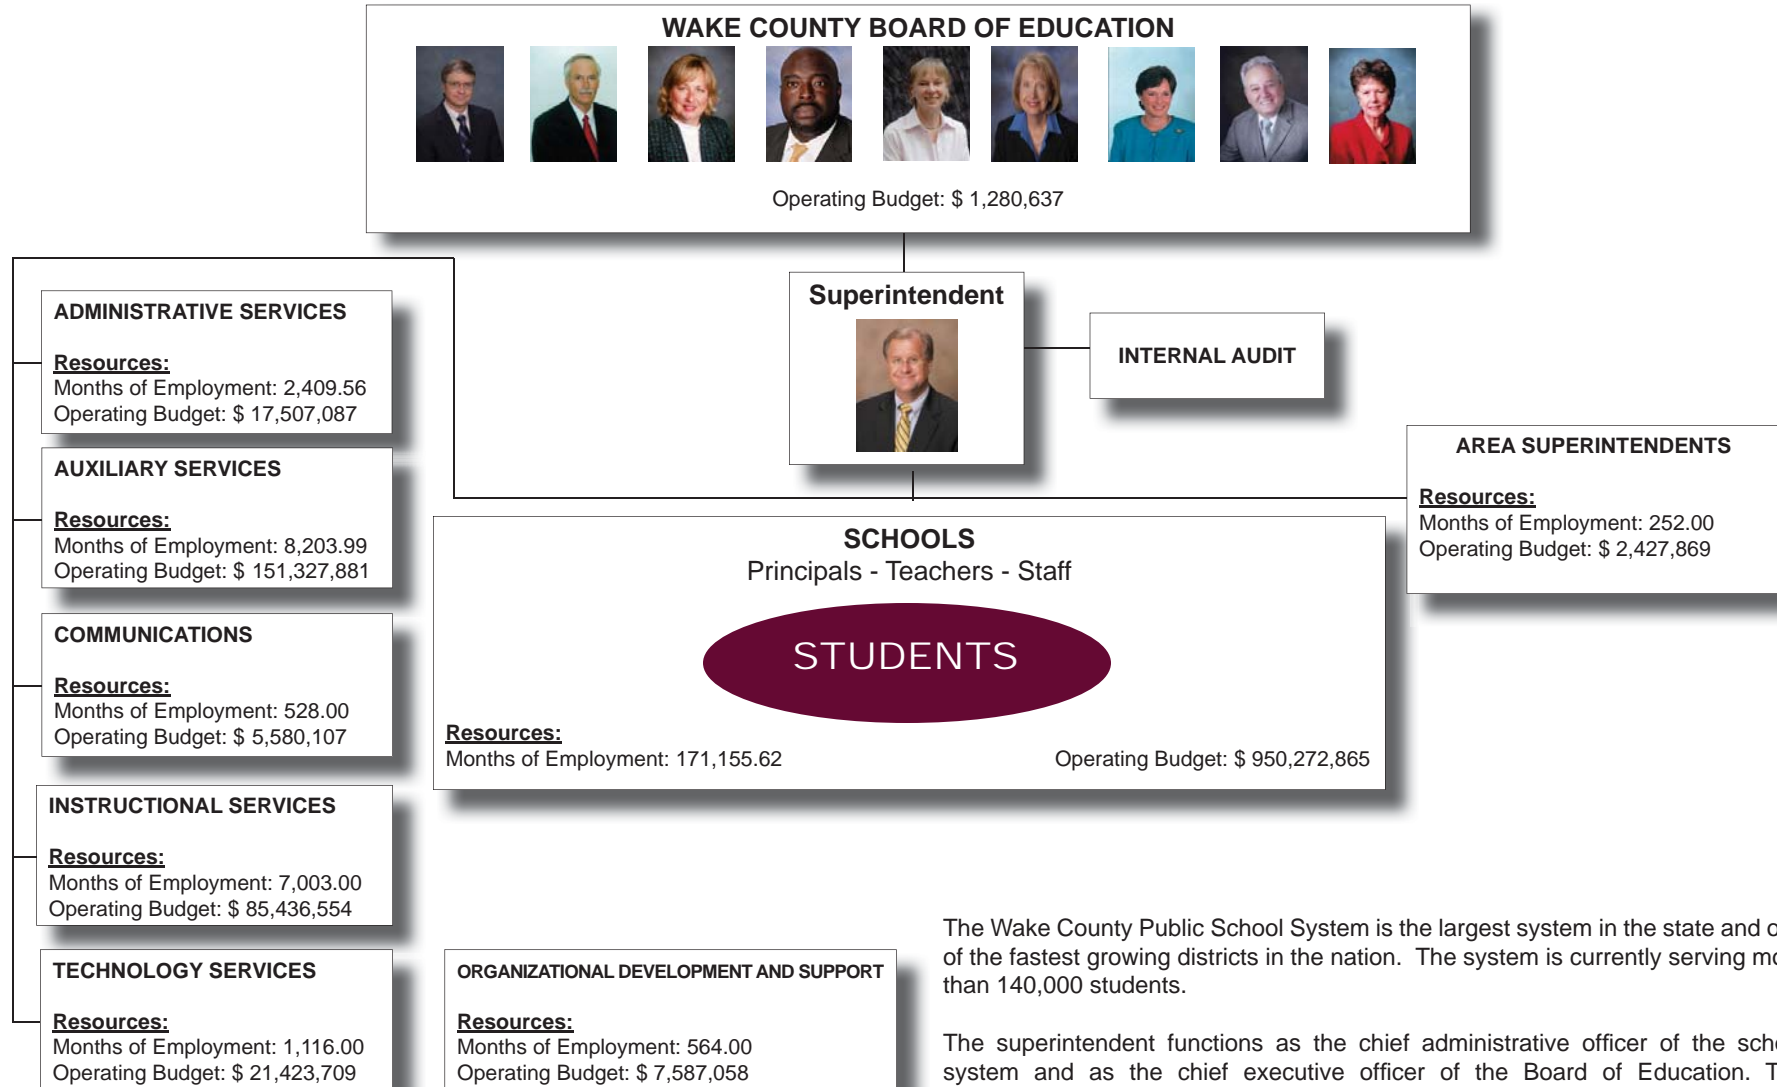 WAKE COUNTY BOARD OF EDUCATION
Operating Budget: $ 1,280,637
Superintendent
INTERNAL AUDIT
ADMINISTRATIVE SERVICES
Resources:
Months of Employment: 2,409.56
Operating Budget: $ 17,507,087
AUXILIARY SERVICES
Resources:
Months of Employment: 8,203.99
Operating Budget: $ 151,327,881
COMMUNICATIONS
Resources:
Months of Employment: 528.00
Operating Budget: $ 5,580,107
INSTRUCTIONAL SERVICES
Resources:
Months of Employment: 7,003.00
Operating Budget: $ 85,436,554
TECHNOLOGY SERVICES
Resources:
Months of Employment: 1,116.00
Operating Budget: $ 21,423,709
AREA SUPERINTENDENTS
Resources:
Months of Employment: 252.00
Operating Budget: $ 2,427,869
SCHOOLS
Principals - Teachers - Staff
STUDENTS
Resources:
Months of Employment: 171,155.62
Operating Budget: $ 950,272,865
ORGANIZATIONAL DEVELOPMENT AND SUPPORT
Resources:
Months of Employment: 564.00
Operating Budget: $ 7,587,058
The Wake County Public School System is the largest system in the state and
of the fastest growing districts in the nation. The system is currently serving
than 140,000 students.
The superintendent functions as the chief administrative officer of the
system and as the chief executive officer of the Board of Education.